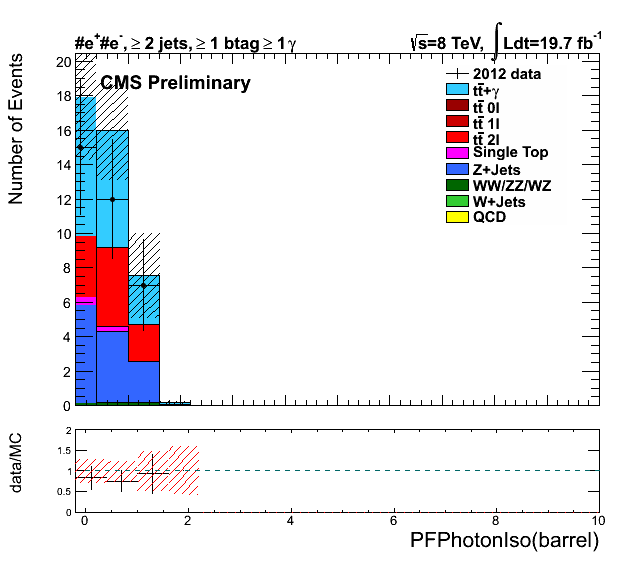 #e⁺#e⁻, ≥ 2 jets, ≥ 1 btag ≥ 1 γ
√s=8 TeV, ∫ Ldt=19.7 fb⁻¹
CMS Preliminary
Number of Events
20
18
16
14
12
10
8
6
4
2
0
2012 data
tt̄+γ
tt̄ 0l
tt̄ 1l
tt̄ 2l
Single Top
Z+Jets
WW/ZZ/WZ
W+Jets
QCD
data/MC
2
1.5
1
0.5
0
0 2 4 6 8 10
PFPhotonIso(barrel)